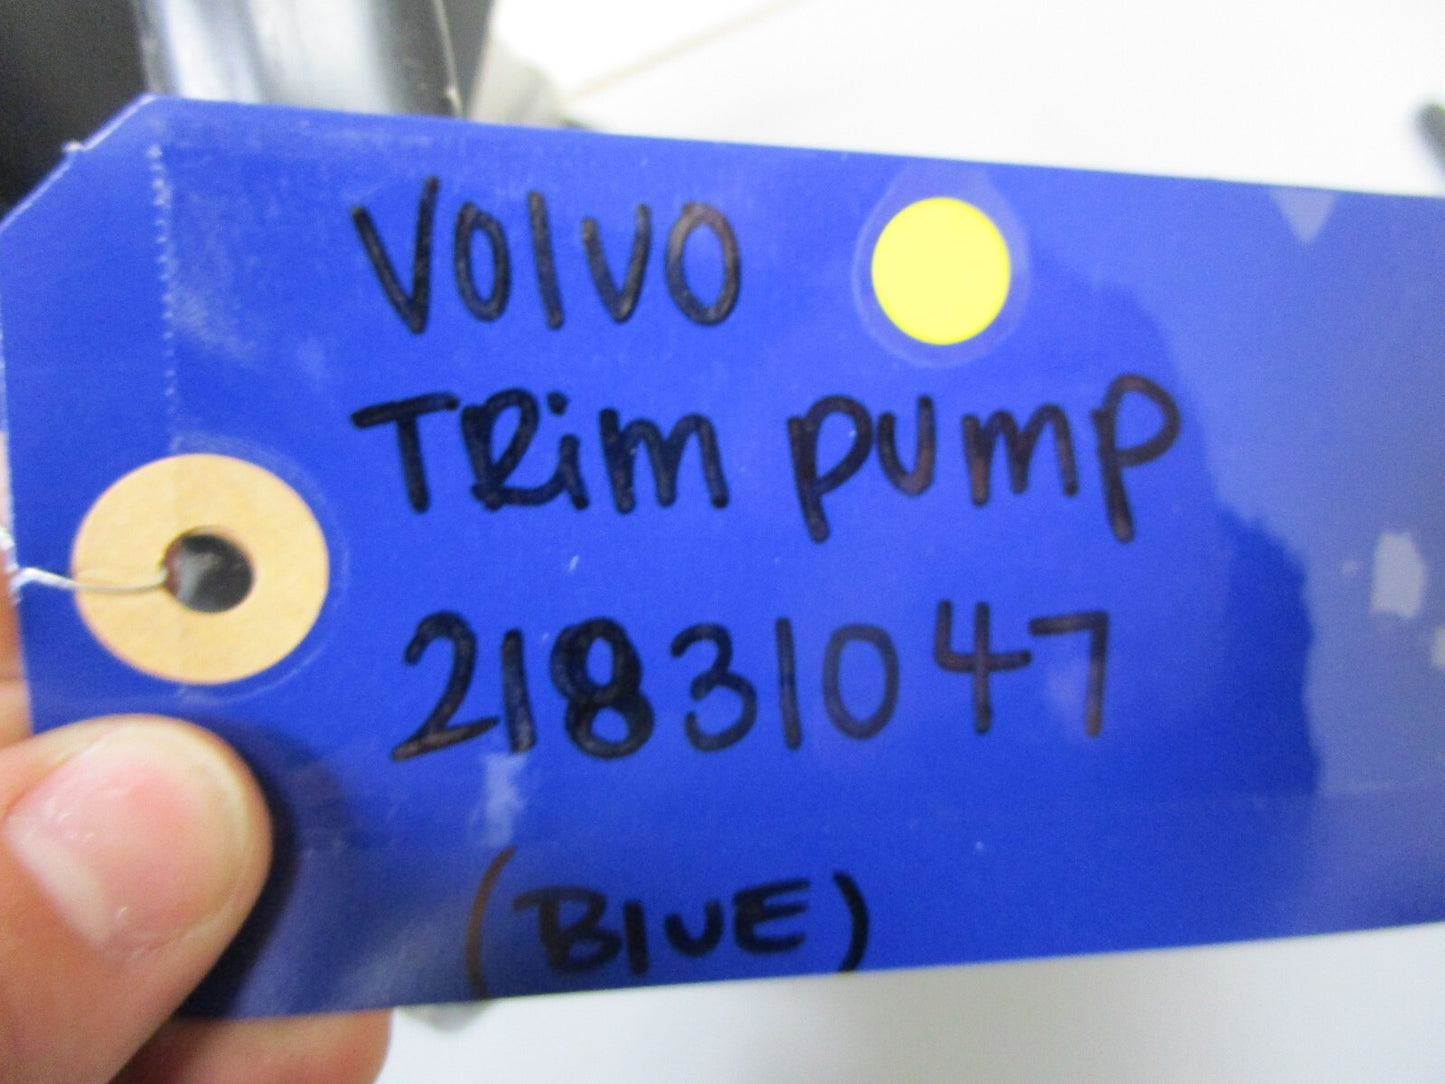 Volvo
TRim pump
21831047
(BlUE)